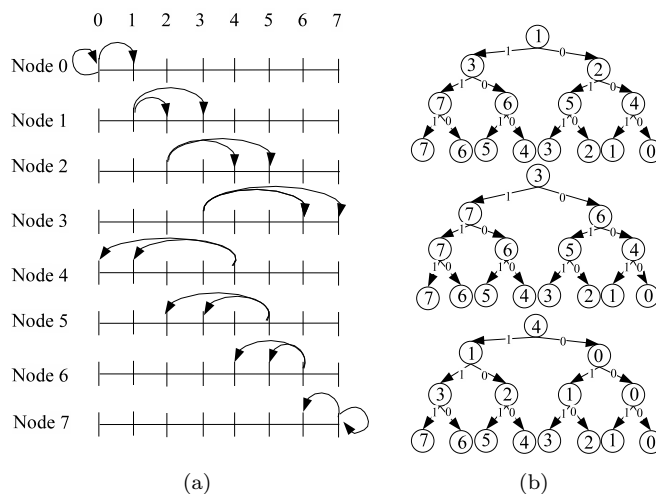 0 1 2 3 4 5 6 7
Node 0
Node 1
Node 2
Node 3
Node 4
Node 5
Node 6
Node 7
(a)
1
1 0
3 2
1 0 1 0
7 6 5 4
1 0 1 0 1 0 1 0
7 6 5 4 3 2 1 0
3
1 0
7 6
1 0 1 0
7 6 5 4
1 0 1 0 1 0 1 0
7 6 5 4 3 2 1 0
4
1 0
1 0
1 0 1 0
3 2 1 0
1 0 1 0 1 0 1 0
7 6 5 4 3 2 1 0
(b)